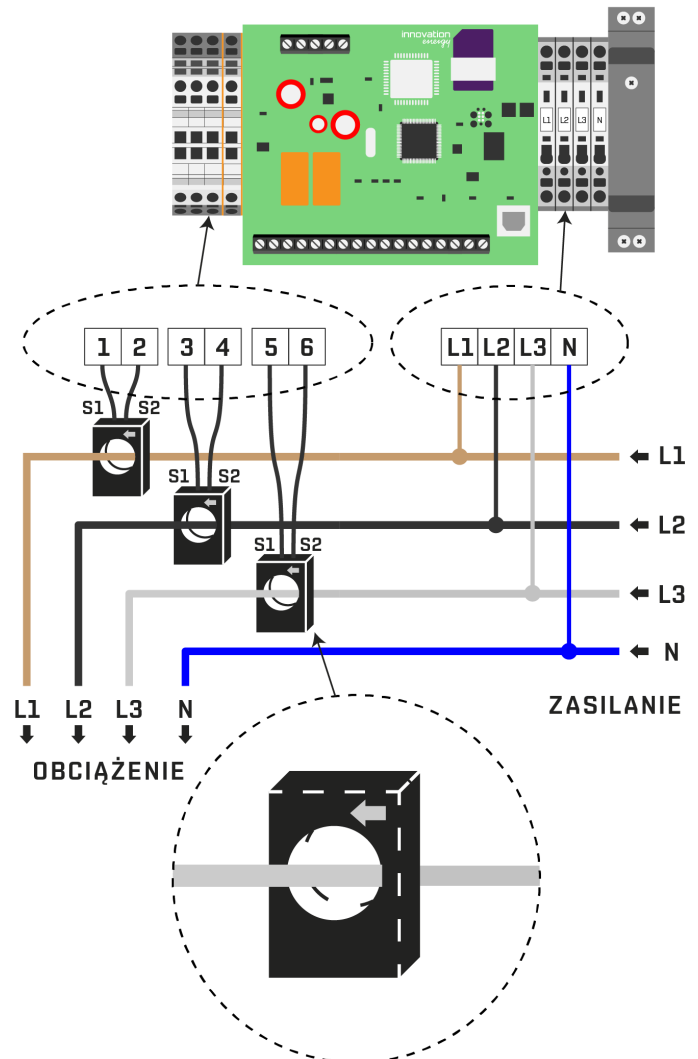 innovation
energy
L1 L2 L3 N
1 2 3 4 5 6
L1 L2 L3 N
S1 S2
L1
S1 S2
L2
S1 S2
L3
N
L1 L2 L3 N
ZASILANIE
OBCIĄŻENIE